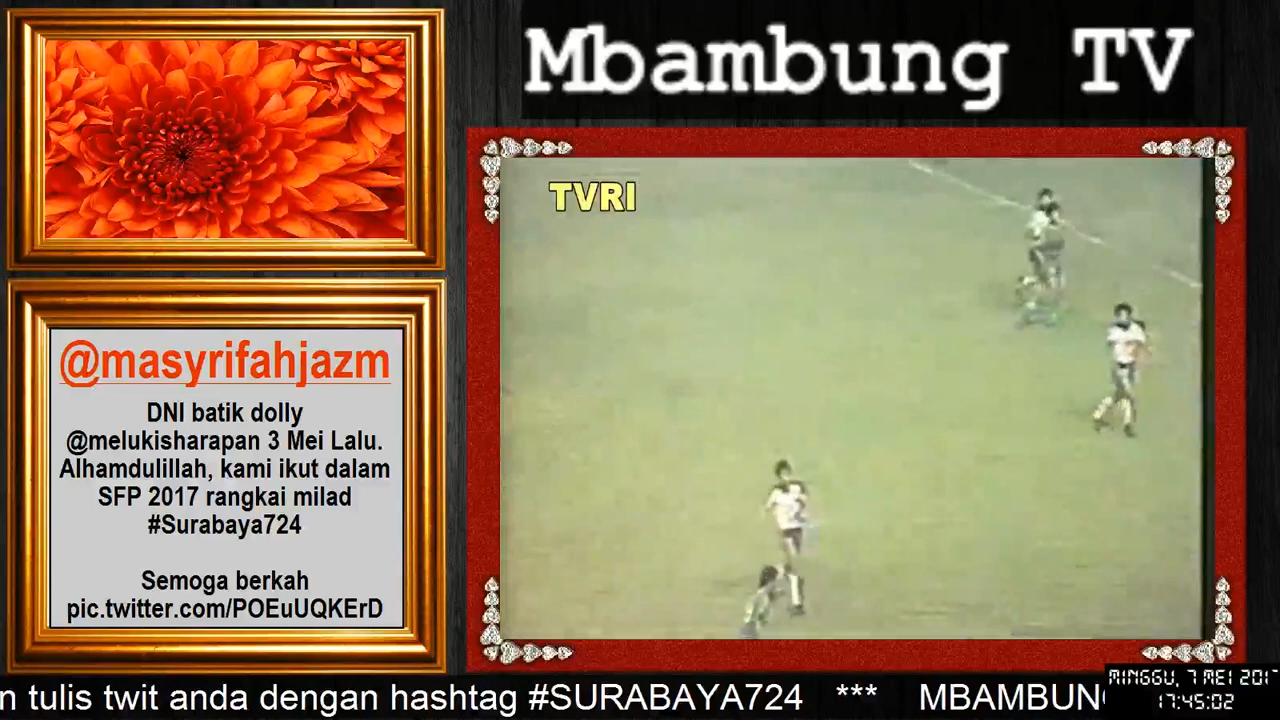 Mbambung TV
TVRI
@masyrifahjazm
DNI batik dolly
@melukisharapan 3 Mei Lalu.
Alhamdulillah, kami ikut dalam
SFP 2017 rangkai milad
#Surabaya724
Semoga berkah
pic.twitter.com/POEuUQKErD
n tulis twit anda dengan hashtag #SURABAYA724 *** MBAMBUNG
MINGGU, 7 MEI 2017
17:45:02